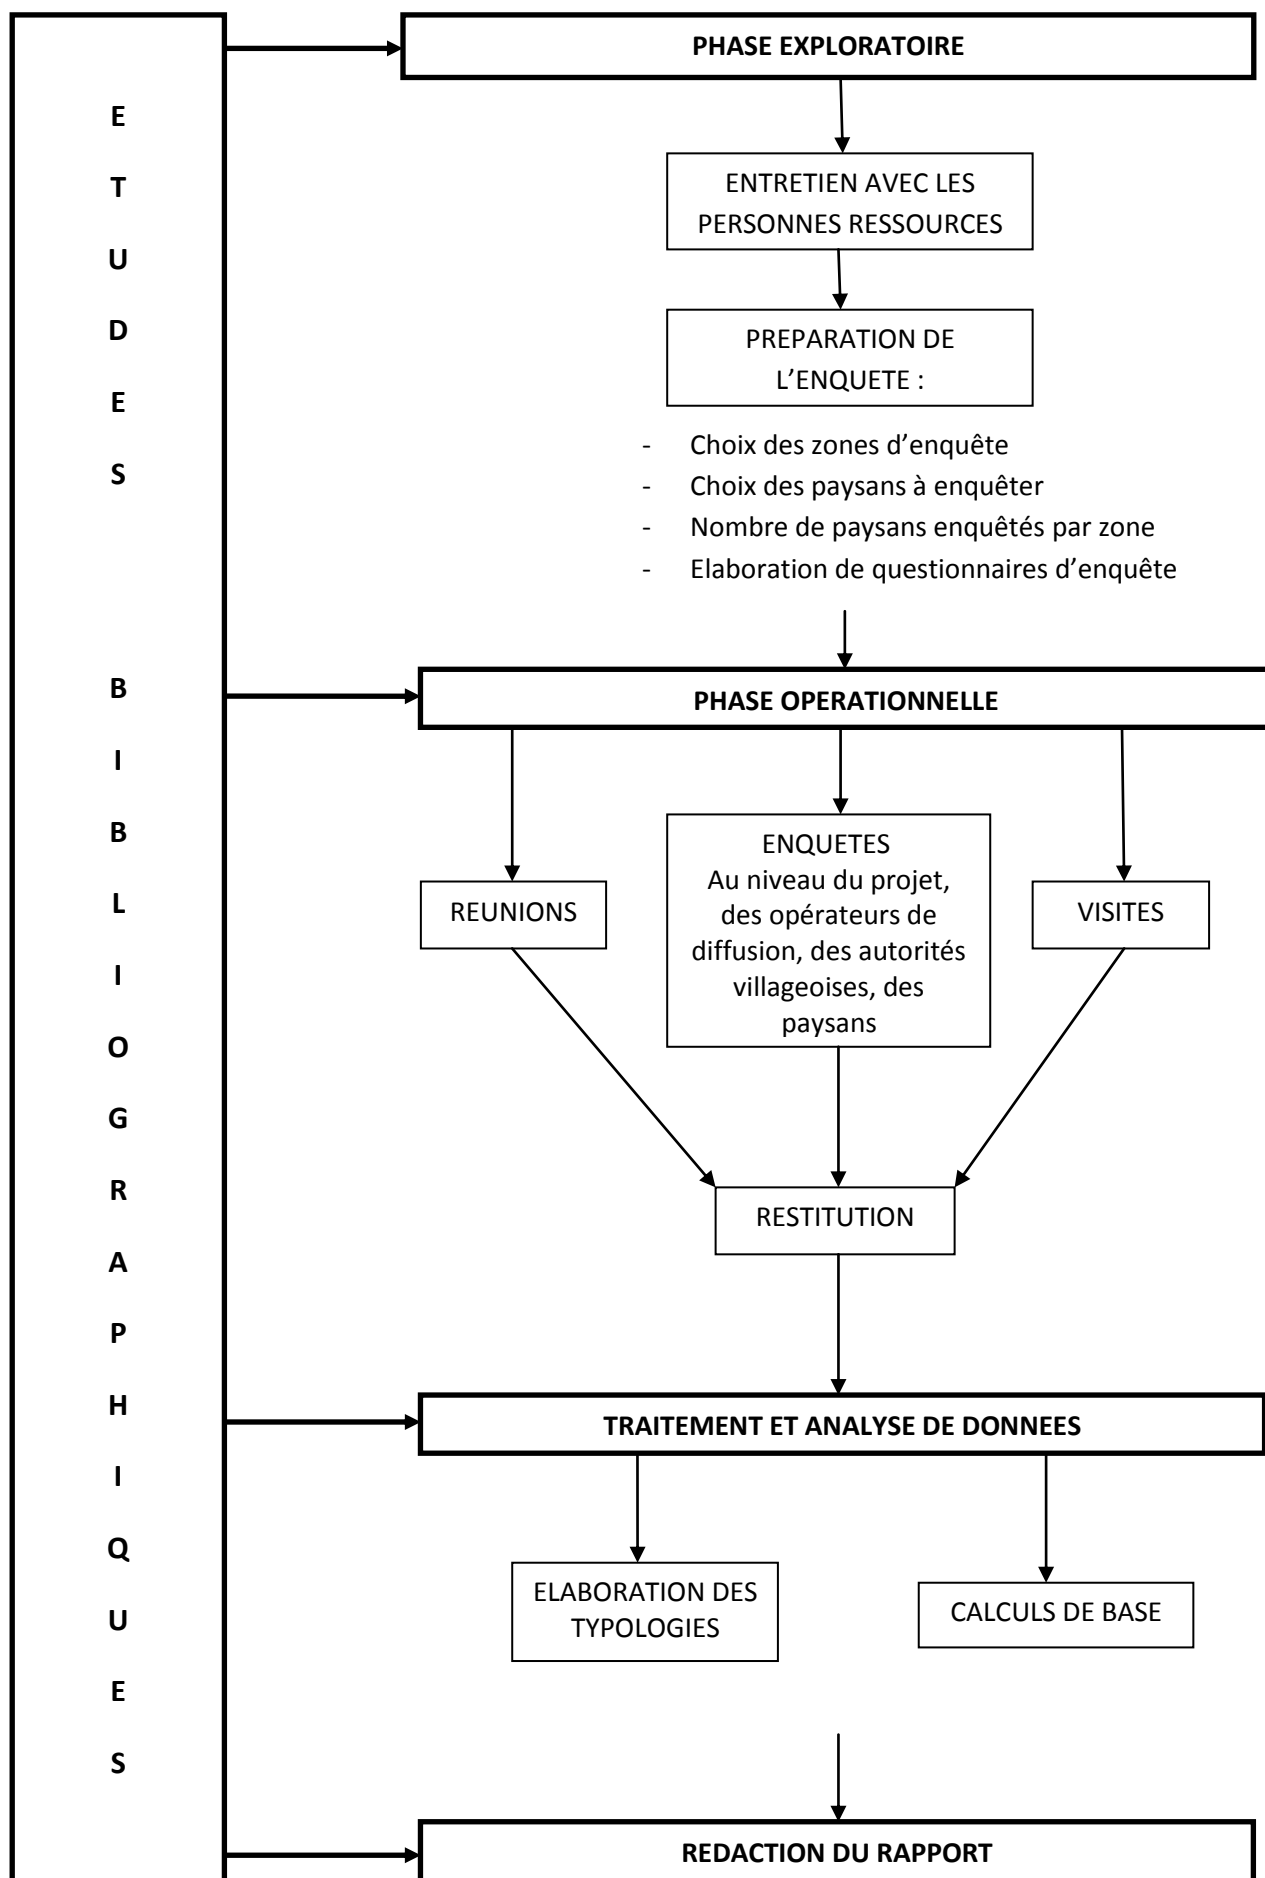 E
T
U
D
E
S
B
I
B
L
I
O
G
R
A
P
H
I
Q
U
E
S
PHASE EXPLORATOIRE
ENTRETIEN AVEC LES
PERSONNES RESSOURCES
PREPARATION DE
L’ENQUETE :
- Choix des zones d’enquête
- Choix des paysans à enquêter
- Nombre de paysans enquêtés par zone
- Elaboration de questionnaires d’enquête
PHASE OPERATIONNELLE
REUNIONS
ENQUETES
Au niveau du projet,
des opérateurs de
diffusion, des autorités
villageoises, des
paysans
VISITES
RESTITUTION
TRAITEMENT ET ANALYSE DE DONNEES
ELABORATION DES
TYPOLOGIES
CALCULS DE BASE
REDACTION DU RAPPORT